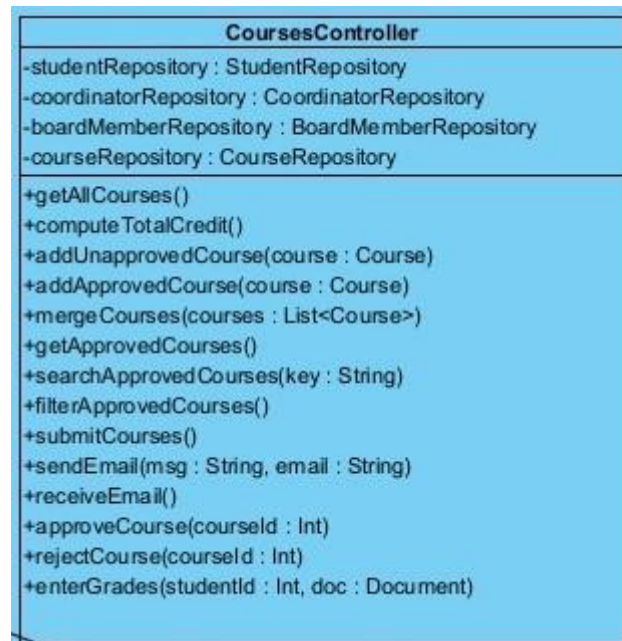 CoursesController
-studentRepository : StudentRepository
-coordinatorRepository : CoordinatorRepository
-boardMemberRepository : BoardMemberRepository
-courseRepository : CourseRepository
+getAllCourses()
+computeTotalCredit()
+addUnapprovedCourse(course : Course)
+addApprovedCourse(course : Course)
+mergeCourses(courses : List<Course>)
+getApprovedCourses()
+searchApprovedCourses(key : String)
+filterApprovedCourses()
+submitCourses()
+sendEmail(msg : String, email : String)
+receiveEmail()
+approveCourse(courseId : Int)
+rejectCourse(courseId : Int)
+enterGrades(studentId : Int, doc : Document)